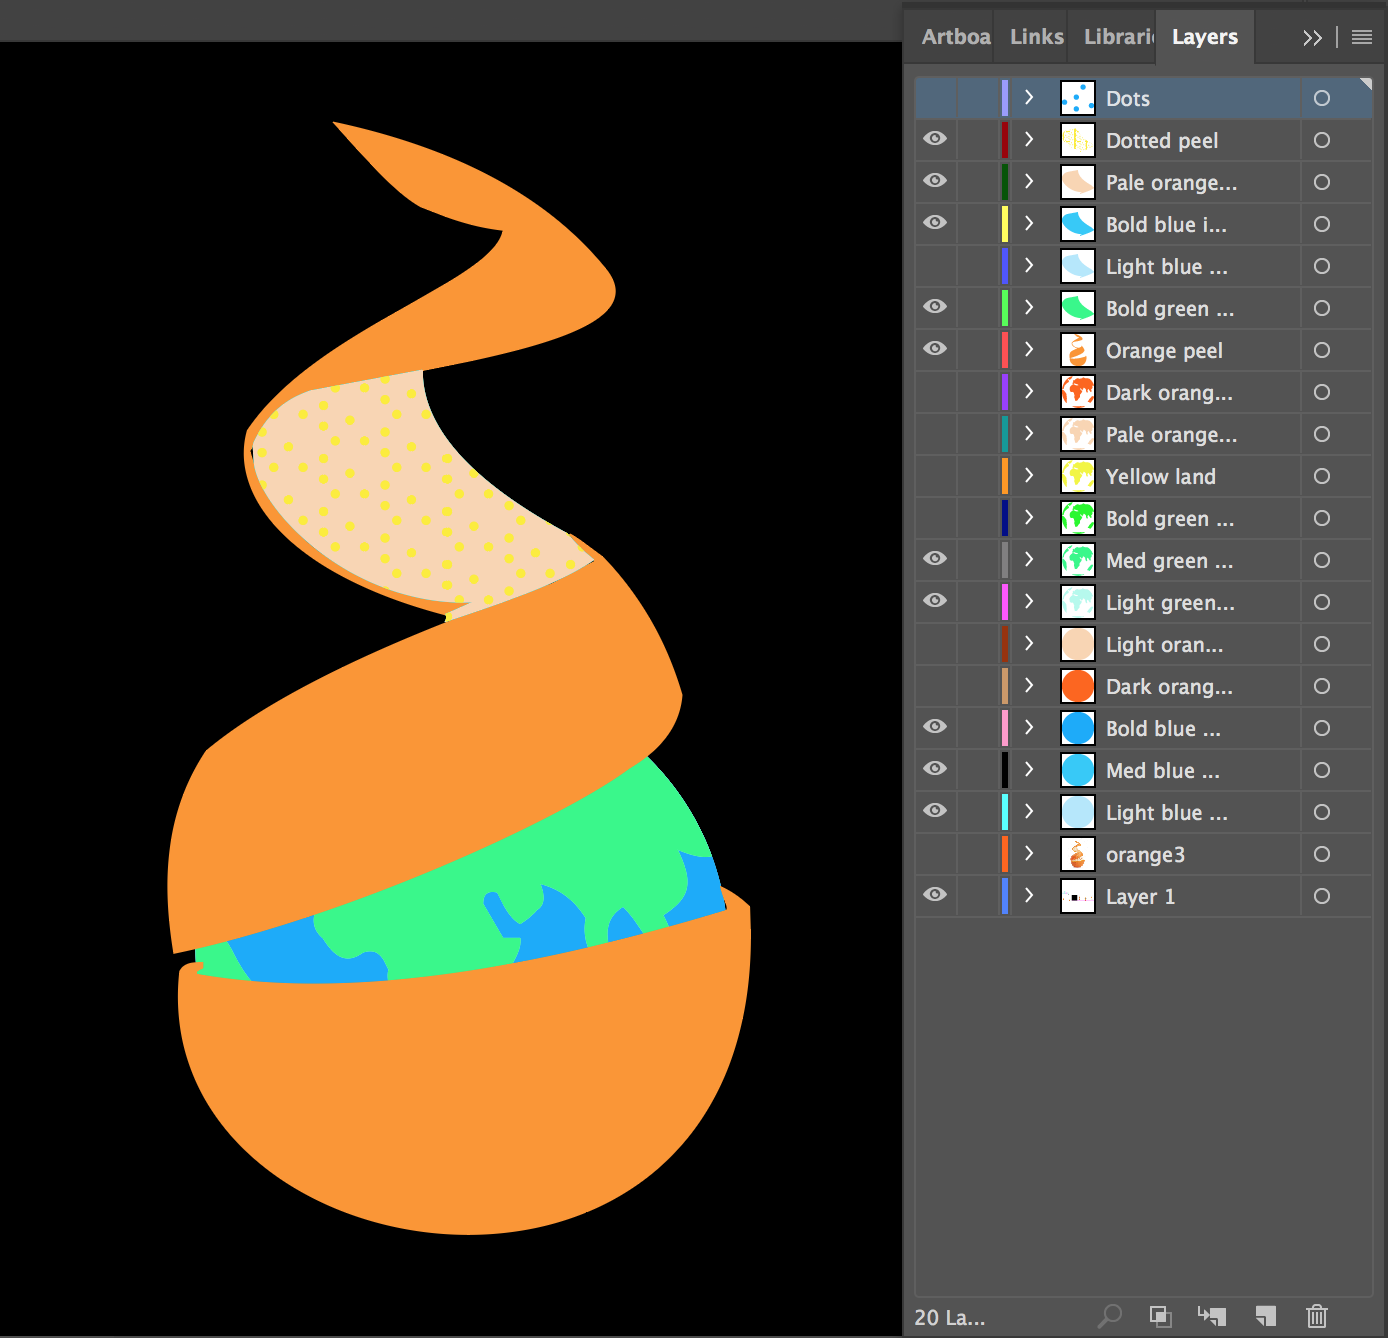 Artboa Links Librari Layers
Dots
Dotted peel
Pale orange...
Bold blue i...
Light blue ...
Bold green ...
Orange peel
Dark orang...
Pale orange...
Yellow land
Bold green ...
Med green ...
Light green...
Light oran...
Dark orang...
Bold blue ...
Med blue ...
Light blue ...
orange3
Layer 1
20 La...